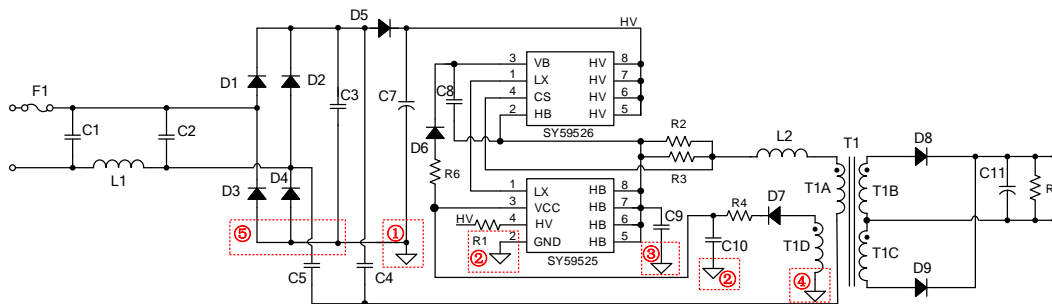 D5
HV
F1
D1
D2
C3
C7
C8
3 VB HV 8
1 LX HV 7
4 CS HV 6
2 HB HV 5
SY59526
C1
C2
D6
R2
R3
L2
T1
D8
L1
D3
D4
R6
T1A
T1B
C11
R
1 LX HB 8
3 VCC HB 7
4 HV HB 6
2 GND HB 5
SY59525
HV
R1
C9
R4
D7
C10
T1D
T1C
⑤
①
②
③
②
④
C5
C4
D9